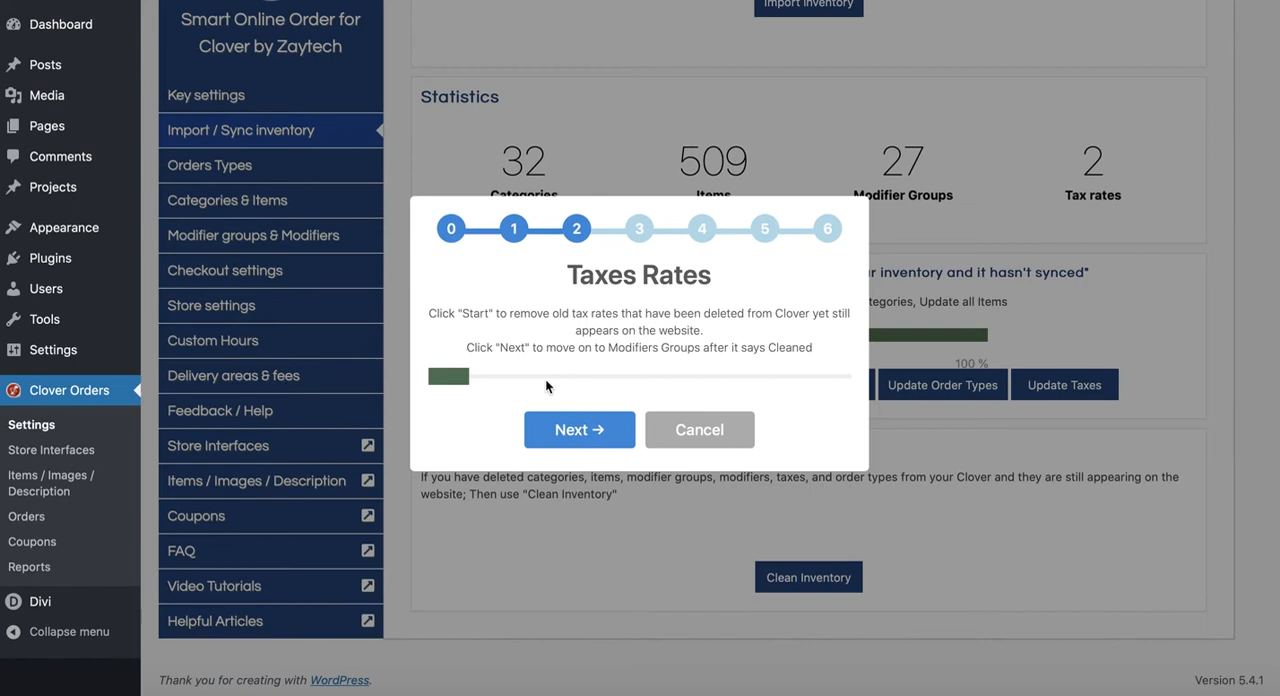 Dashboard
Posts
Media
Pages
Comments
Projects
Appearance
Plugins
Users
Tools
Settings
Clover Orders
Settings
Store Interfaces
Items / Images /
Description
Orders
Coupons
Reports
Divi
Collapse menu
Smart Online Order for
Clover by Zaytech
Key settings
Import / Sync inventory
Orders Types
Categories & Items
Modifier groups & Modifiers
Checkout settings
Store settings
Custom Hours
Delivery areas & fees
Feedback / Help
Store Interfaces
Items / Images / Description
Coupons
FAQ
Video Tutorials
Helpful Articles
Import Inventory
Statistics
32
509
27
2
Categories
Items
Modifier Groups
Tax rates
0
1
2
3
4
5
6
Taxes Rates
Click "Start" to remove old tax rates that have been deleted from Clover yet still
appears on the website.
Click "Next" to move on to Modifiers Groups after it says Cleaned
Next →
Cancel
inventory and it hasn't synced"
Update all Items
100 %
Update Order Types
Update Taxes
If you have deleted categories, items, modifier groups, modifiers, taxes, and order types from your Clover and they are still appearing on the
website; Then use "Clean Inventory"
Clean Inventory
Thank you for creating with WordPress.
Version 5.4.1